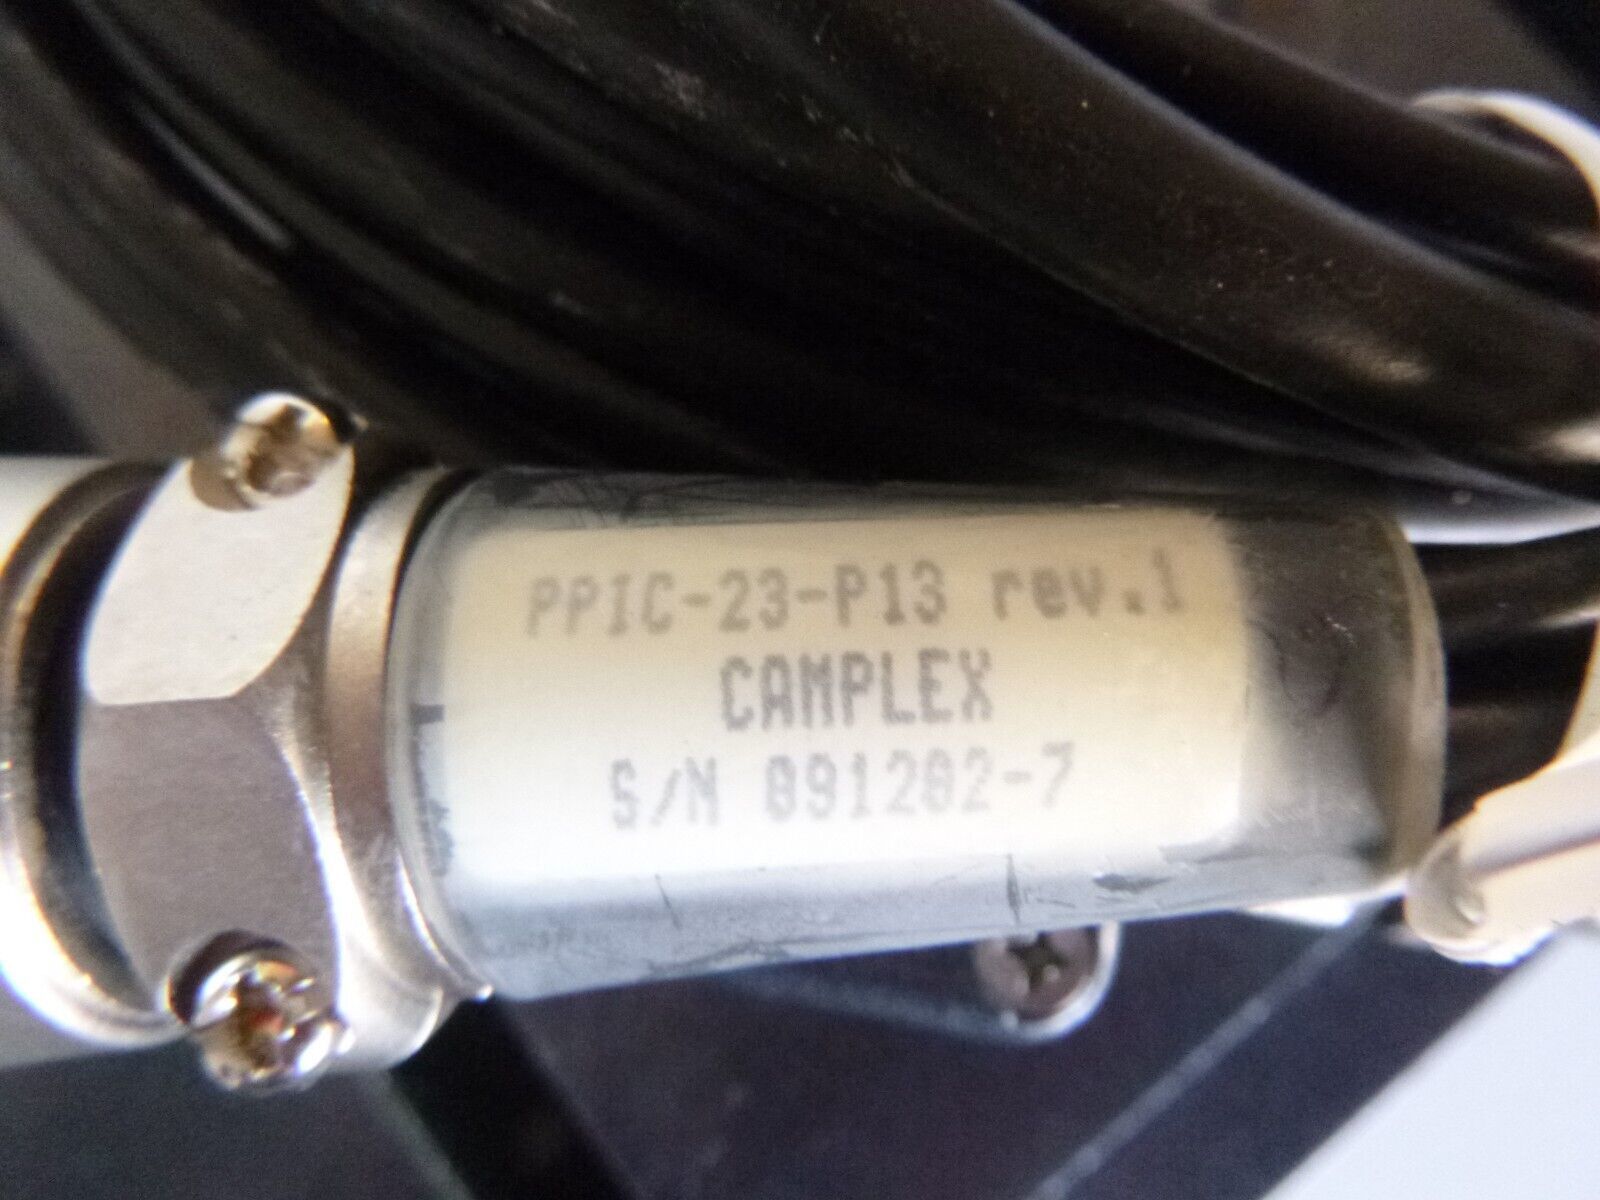 PPIC-23-P13 rev.1
CAMPLEX
S/N 091202-7